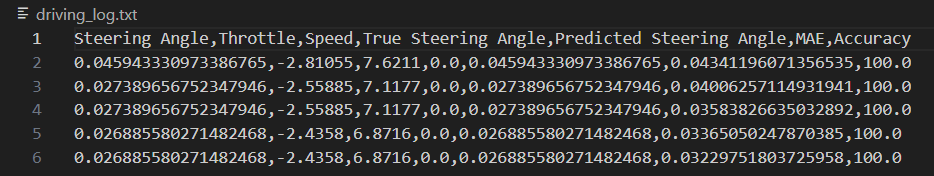 driving_log.txt
1 Steering Angle,Throttle,Speed,True Steering Angle,Predicted Steering Angle,MAE,Accuracy
2 0.045943330973386765,-2.81055,7.6211,0.0,0.045943330973386765,0.04341196071356535,100.0
3 0.027389656752347946,-2.55885,7.1177,0.0,0.027389656752347946,0.04006257114931941,100.0
4 0.027389656752347946,-2.55885,7.1177,0.0,0.027389656752347946,0.03583826635032892,100.0
5 0.026885580271482468,-2.4358,6.8716,0.0,0.026885580271482468,0.03365050247870385,100.0
6 0.026885580271482468,-2.4358,6.8716,0.0,0.026885580271482468,0.03229751803725958,100.0